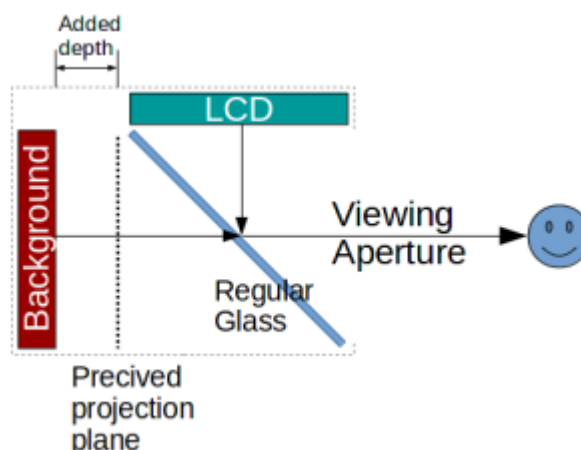 Added
depth
LCD
Background
Viewing
Aperture
Regular
Glass
Precived
projection
plane